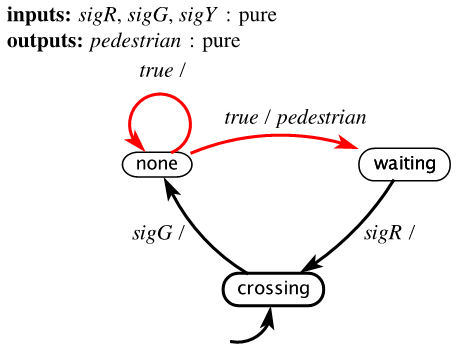 inputs: sigR, sigG, sigY : pure
outputs: pedestrian : pure
true /
true / pedestrian
none
waiting
sigG /
sigR /
crossing